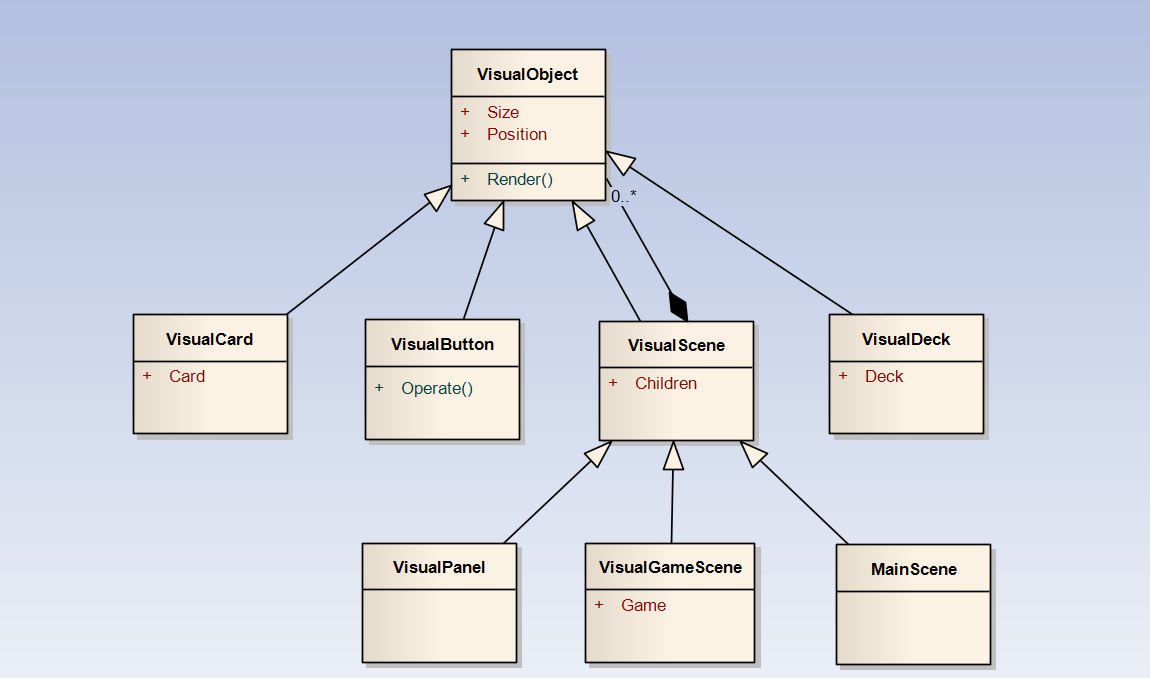 VisualObject
+ Size
+ Position
+ Render()
0..*
VisualCard
+ Card
VisualButton
+ Operate()
VisualScene
+ Children
VisualDeck
+ Deck
VisualPanel
VisualGameScene
+ Game
MainScene